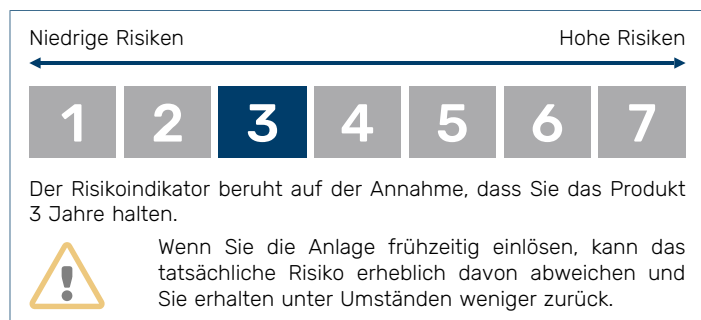 Niedrige Risiken Hohe Risiken
1 2 3 4 5 6 7
Der Risikoindikator beruht auf der Annahme, dass Sie das Produkt
3 Jahre halten.
Wenn Sie die Anlage frühzeitig einlösen, kann das
tatsächliche Risiko erheblich davon abweichen und
Sie erhalten unter Umständen weniger zurück.